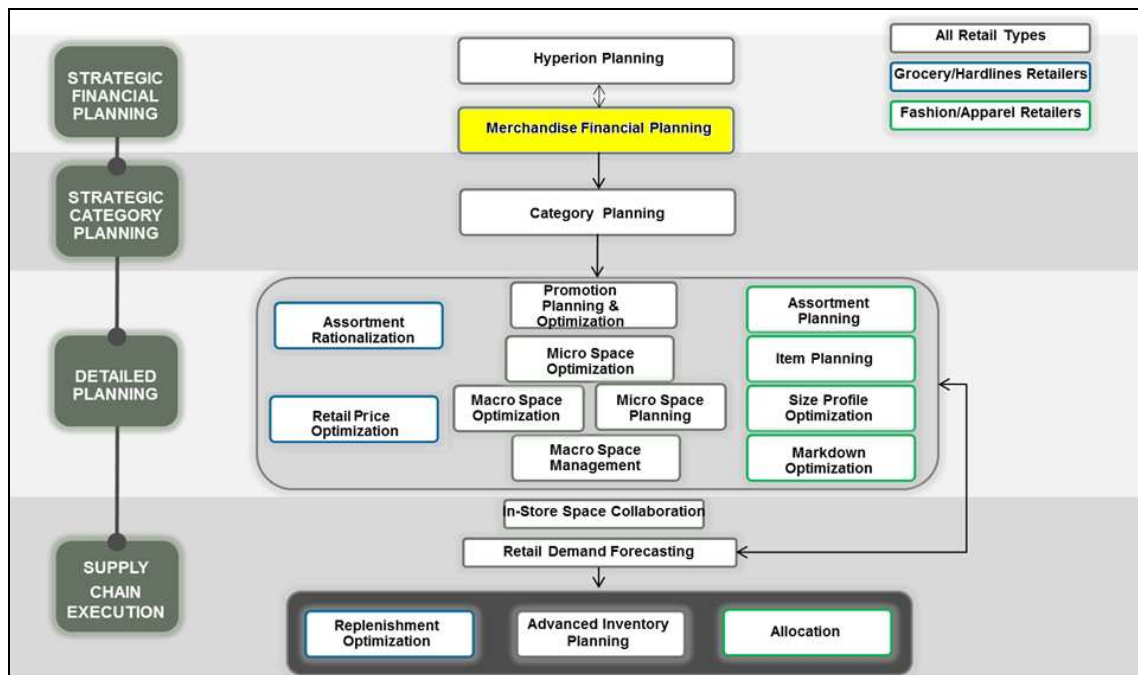 STRATEGIC
FINANCIAL
PLANNING
Hyperion Planning
Merchandise Financial Planning
All Retail Types
Grocery/Hardlines Retailers
Fashion/Apparel Retailers
STRATEGIC
CATEGORY
PLANNING
Category Planning
DETAILED
PLANNING
Assortment
Rationalization
Retail Price
Optimization
Promotion
Planning &
Optimization
Micro Space
Optimization
Macro Space
Optimization
Micro Space
Planning
Macro Space
Management
Assortment
Planning
Item Planning
Size Profile
Optimization
Markdown
Optimization
SUPPLY
CHAIN
EXECUTION
In-Store Space Collaboration
Retail Demand Forecasting
Replenishment
Optimization
Advanced Inventory
Planning
Allocation